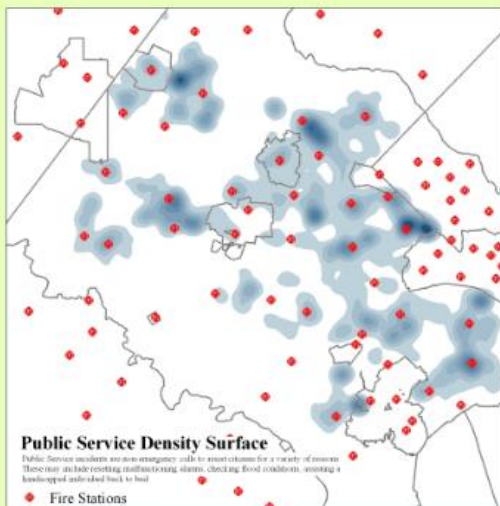 Public Service Density Surface
Public Service incidents are non-emergency calls to assist citizens for a variety of reasons.
These may include resetting malfunctioning alarms, checking flood conditions, assisting a
handicapped individual back to bed.
Fire Stations